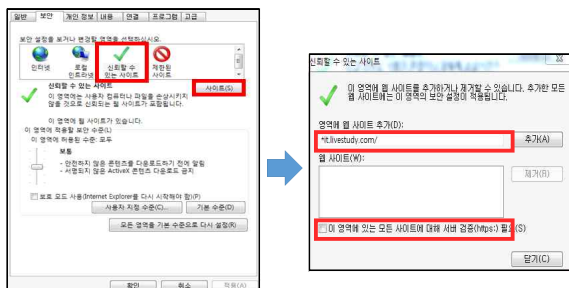 일반 보안 개인 정보 내용 연결 프로그램 고급
보안 설정을 보거나 변경할 영역을 선택하십시오.
인터넷 로컬 인트라넷 신뢰할 수 있는 사이트 제한된 사이트
신뢰할 수 있는 사이트
사이트(S)
이 영역에는 사용자 컴퓨터나 파일을 손상시키지
않을 것으로 신뢰되는 웹 사이트가 포함됩니다.
이 영역에 웹 사이트가 있습니다.
이 영역에 적용할 보안 수준(L)
이 영역에 허용된 수준: 모두
보통
- 안전하지 않은 콘텐츠를 다운로드하기 전에 알림
- 서명되지 않은 ActiveX 콘텐츠 다운로드 금지
보호 모드 사용(Internet Explorer를 다시 시작해야 함)(P)
사용자 지정 수준(C)... 기본 수준(D)
모든 영역을 기본 수준으로 다시 설정(R)
확인 취소 적용(A)
신뢰할 수 있는 사이트
이 영역에 웹 사이트를 추가하거나 제거할 수 있습니다. 추가한 모든
웹 사이트에는 이 영역의 보안 설정이 적용됩니다.
영역에 웹 사이트 추가(D):
*it.livestudy.com/ 추가(A)
웹 사이트(W):
제거(R)
이 영역에 있는 모든 사이트에 대해 서버 검증(https:) 필요(S)
닫기(C)